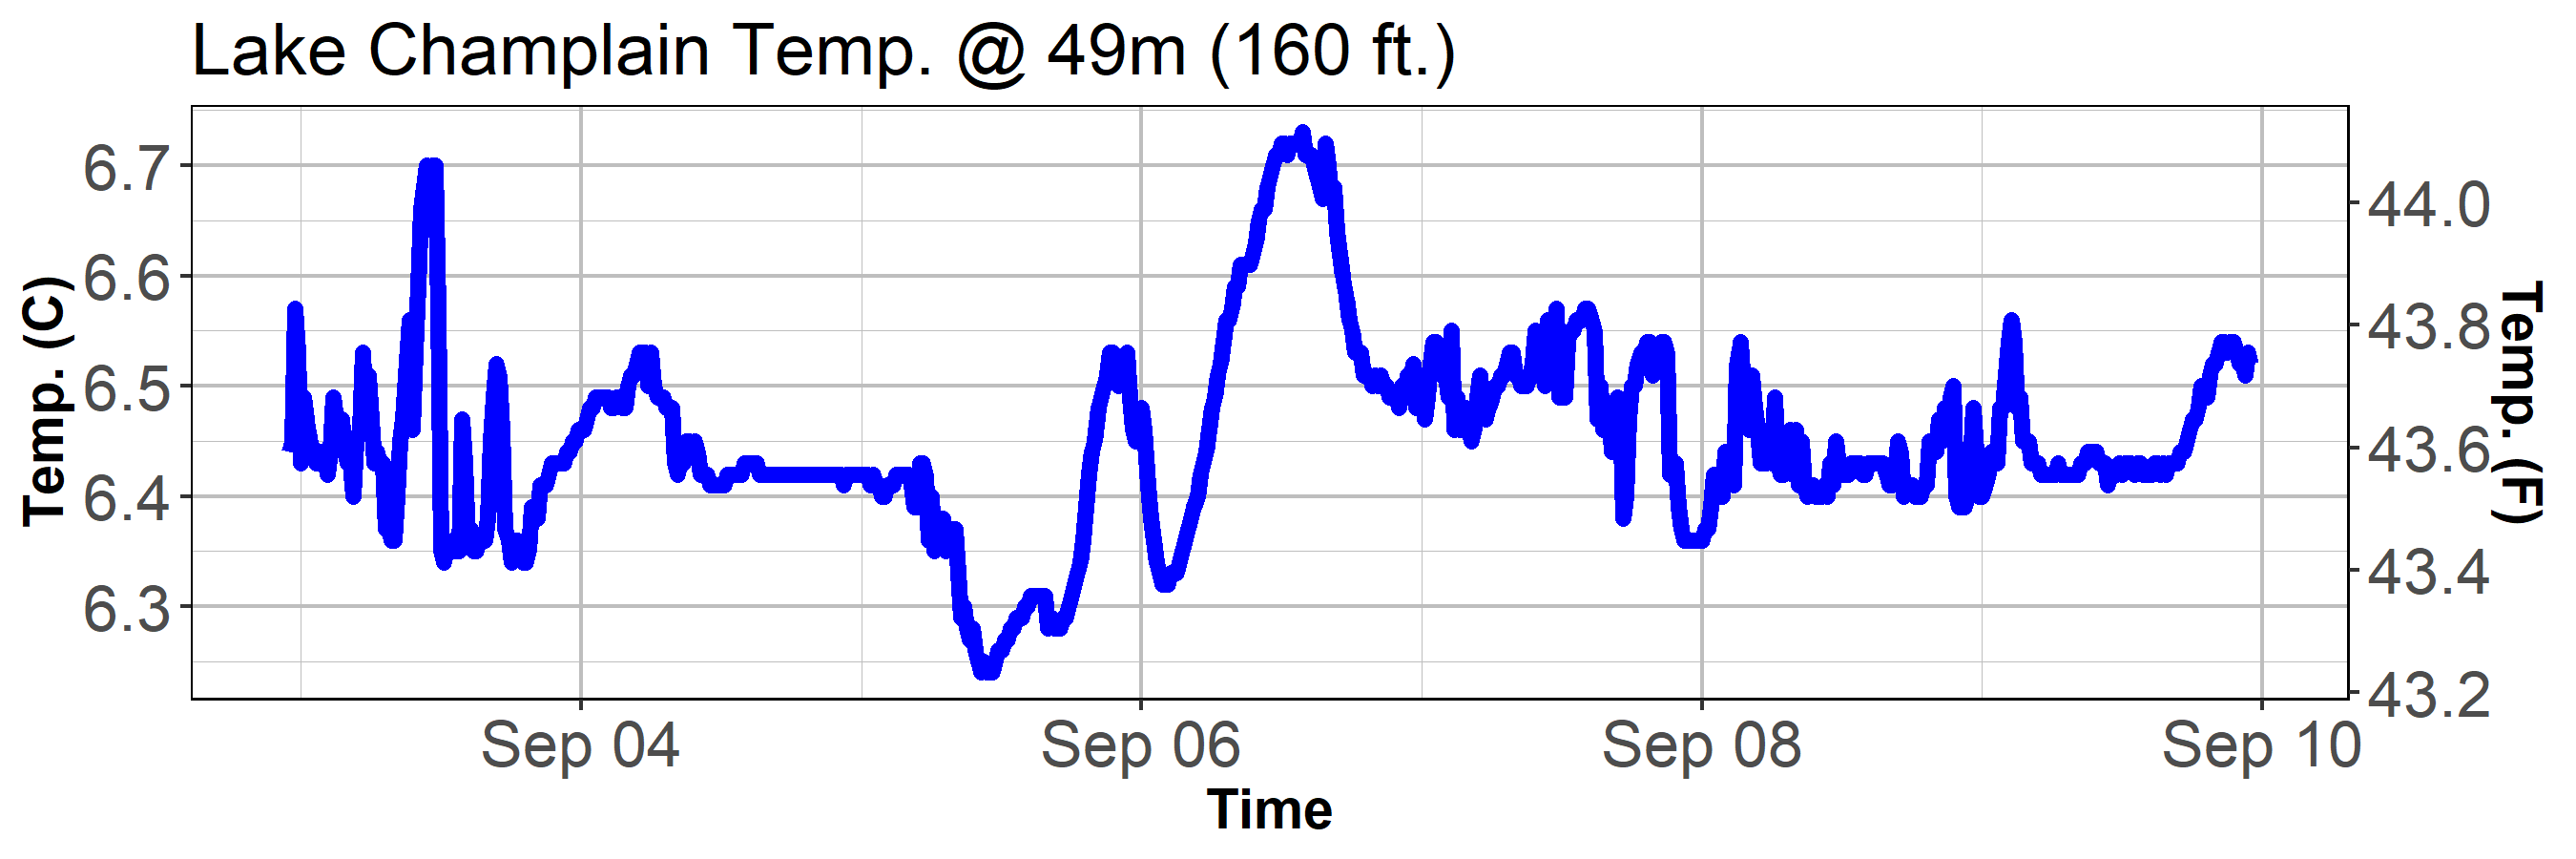 Lake Champlain Temp. @ 49m (160 ft.)
Temp. (C)
6.7
6.6
6.5
6.4
6.3
44.0
43.8
43.6
43.4
43.2
Temp. (F)
Sep 04 Sep 06 Sep 08 Sep 10
Time